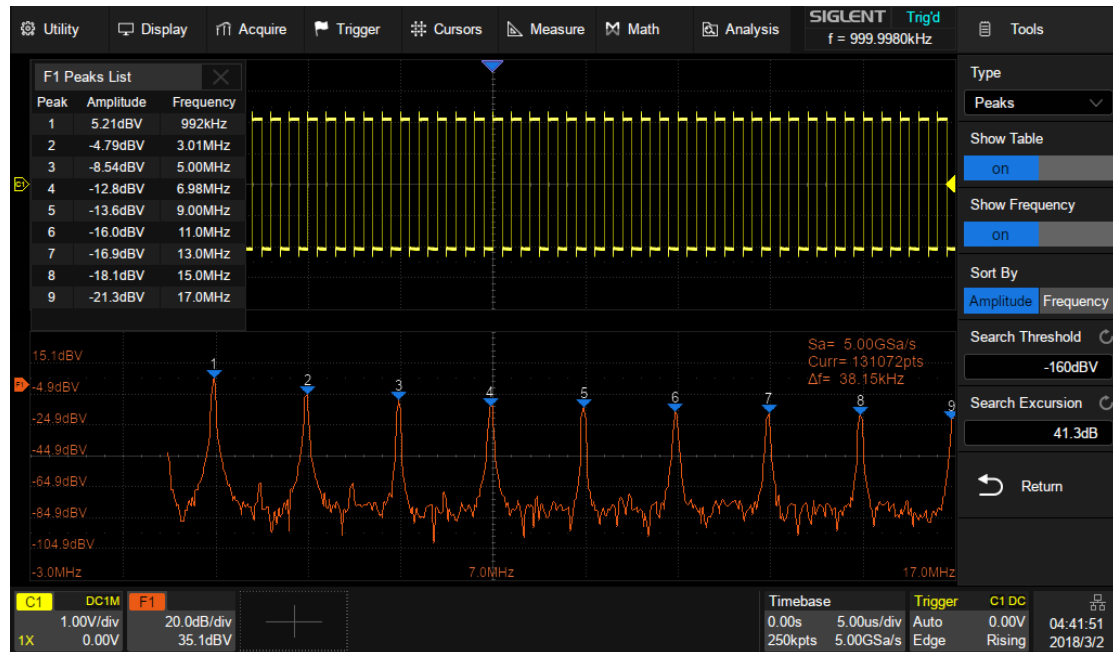 Utility Display Acquire Trigger Cursors Measure Math Analysis SIGLENT Trig'd
f = 999.9980kHz
Tools
F1 Peaks List
Peak Amplitude Frequency
1 5.21dBV 992kHz
2 -4.79dBV 3.01MHz
3 -8.54dBV 5.00MHz
4 -12.8dBV 6.98MHz
5 -13.6dBV 9.00MHz
6 -16.0dBV 11.0MHz
7 -16.9dBV 13.0MHz
8 -18.1dBV 15.0MHz
9 -21.3dBV 17.0MHz
C1
Type
Peaks
Show Table
on
Show Frequency
on
Sort By
Amplitude Frequency
Search Threshold
-160dBV
Search Excursion
41.3dB
Return
Sa= 5.00GSa/s
Curr= 131072pts
Δf= 38.15kHz
15.1dBV
F1 -4.9dBV
-24.9dBV
-44.9dBV
-64.9dBV
-84.9dBV
-104.9dBV
1 2 3 4 5 6 7 8 9
-3.0MHz 7.0MHz 17.0MHz
C1 DC1M
1.00V/div
1X 0.00V
F1
20.0dB/div
35.1dBV
Timebase
0.00s 5.00us/div
250kpts 5.00GSa/s
Trigger C1 DC
Auto 0.00V
Edge Rising
04:41:51
2018/3/2